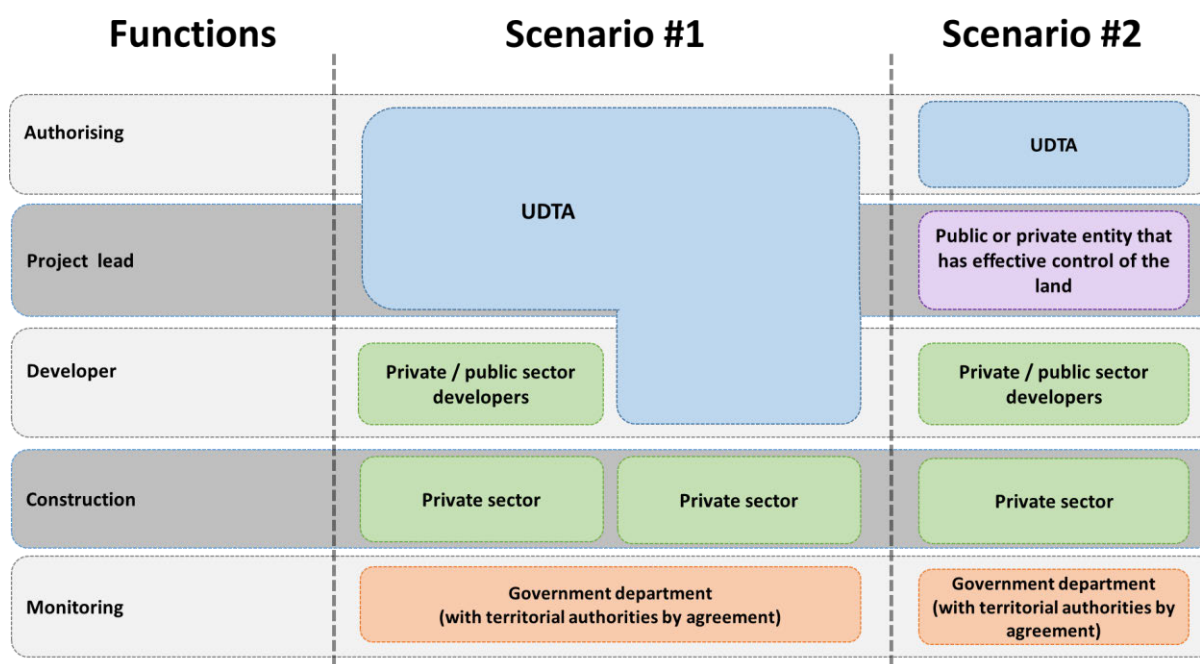 Functions
Scenario #1
Scenario #2
Authorising
UDTA
UDTA
Project lead
Public or private entity that
has effective control of the
land
Developer
Private / public sector
developers
Private / public sector
developers
Construction
Private sector
Private sector
Private sector
Monitoring
Government department
(with territorial authorities by agreement)
Government department
(with territorial authorities by
agreement)